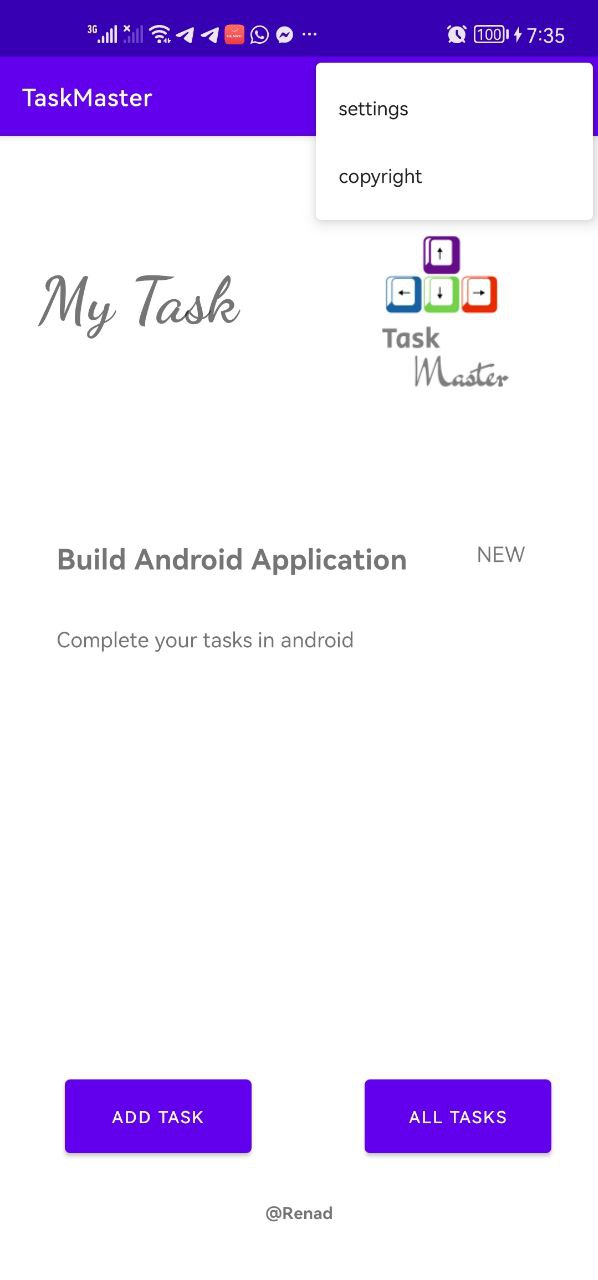 3G 100 7:35
TaskMaster
settings
copyright
My Task
↑
← ↓ →
Task
Master
Build Android Application NEW
Complete your tasks in android
ADD TASK ALL TASKS
@Renad